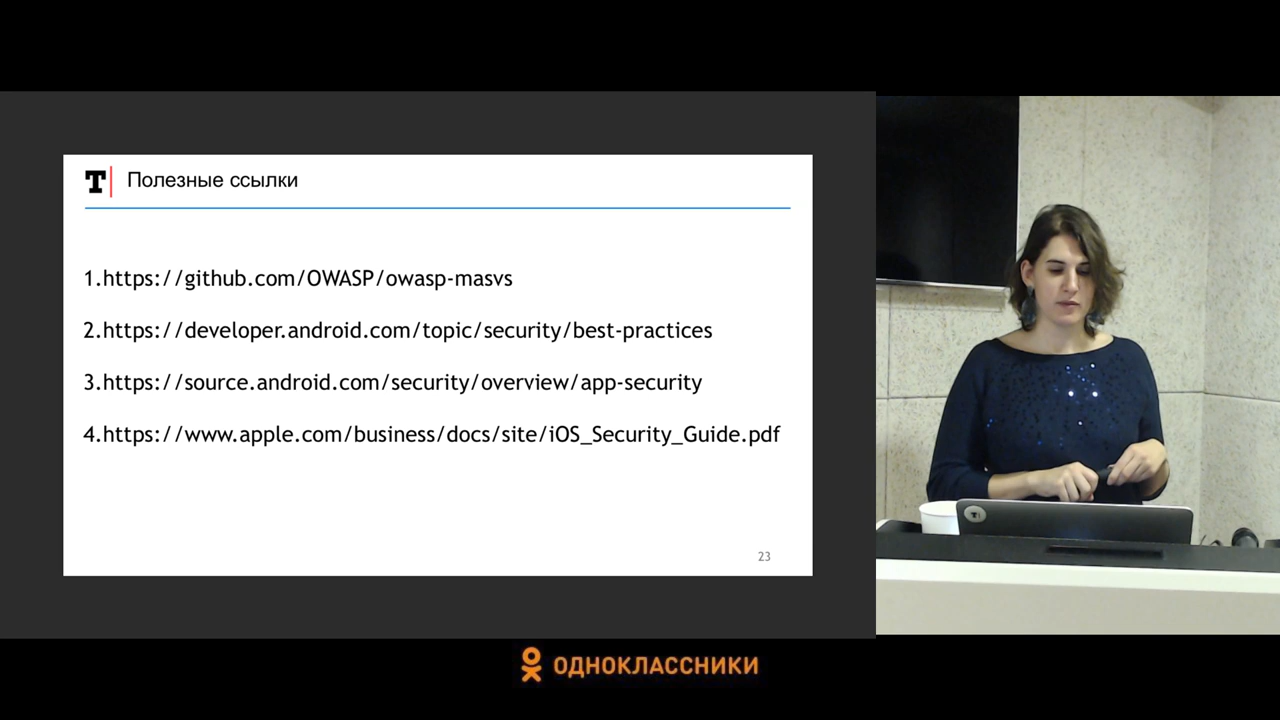 T Полезные ссылки
1.https://github.com/OWASP/owasp-masvs
2.https://developer.android.com/topic/security/best-practices
3.https://source.android.com/security/overview/app-security
4.https://www.apple.com/business/docs/site/iOS_Security_Guide.pdf
23
ОДНОКЛАССНИКИ